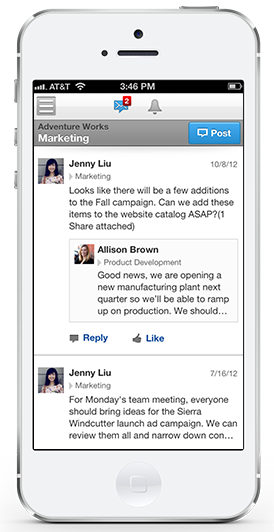 AT&T 3:46 PM
2
Adventure Works
Marketing
Post
Jenny Liu 10/8/12
Marketing
Looks like there will be a few additions
to the Fall campaign. Can we add these
items to the website catalog ASAP?(1
Share attached)
Allison Brown
Product Development
Good news, we are opening a
new manufacturing plant next
quarter so we'll be able to ramp
up on production. We should…
Reply Like
Jenny Liu 7/16/12
Marketing
For Monday's team meeting, everyone
should bring ideas for the Sierra
Windcutter launch ad campaign. We can
review them all and narrow down con…